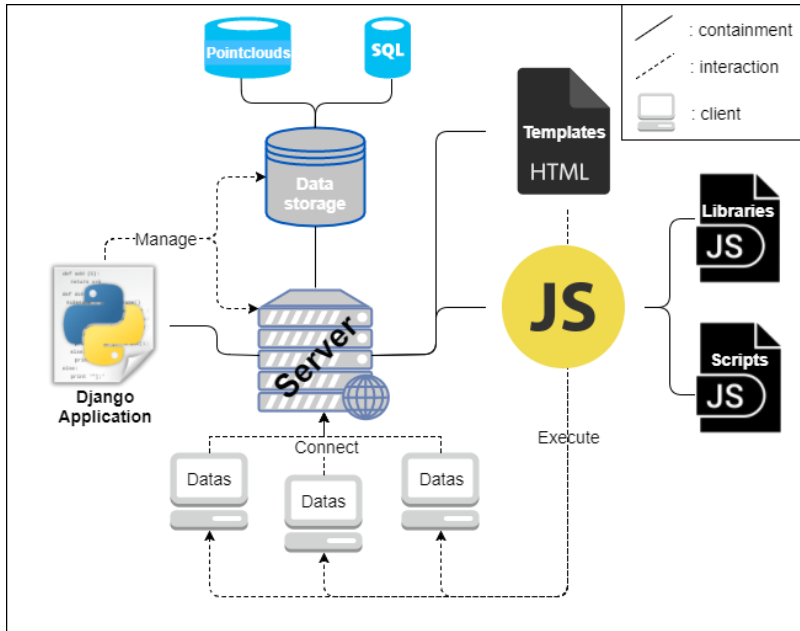 Pointclouds
SQL
: containment
: interaction
: client
Templates
HTML
Data
storage
Manage
Libraries
JS
JS
Server
Scripts
JS
Django
Application
Connect
Execute
Datas
Datas
Datas